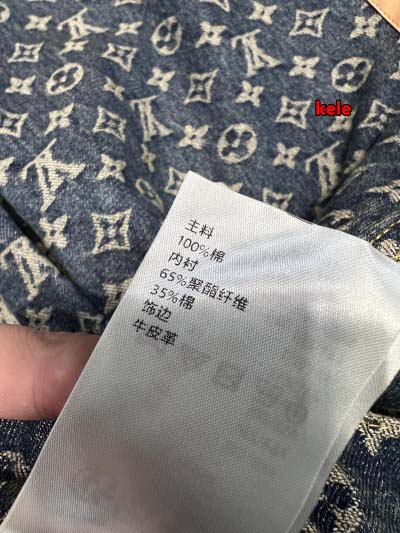 kele
主料
100%棉
内衬
65%聚酯纤维
35%棉
饰边
牛皮革